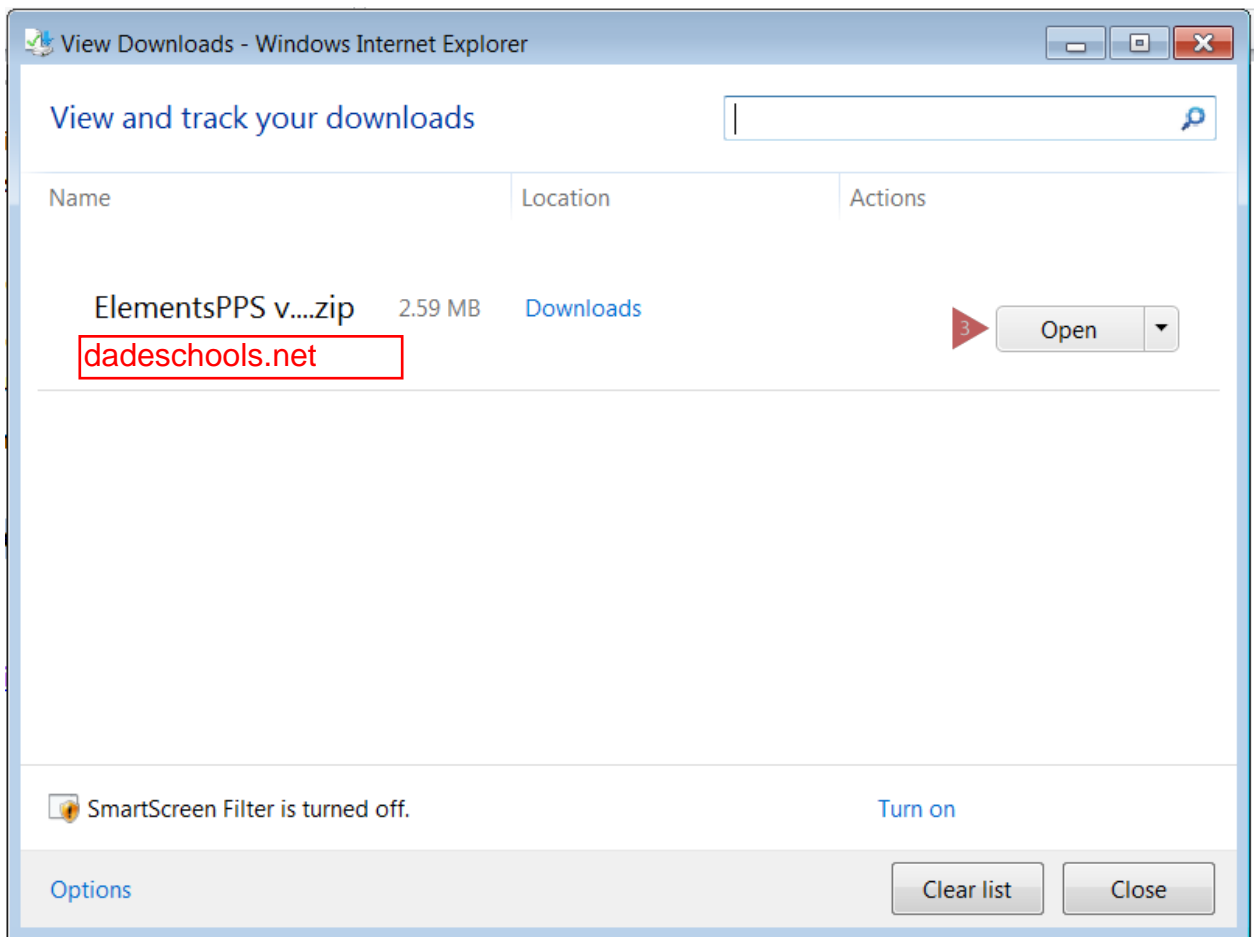 View Downloads - Windows Internet Explorer
View and track your downloads
Name Location Actions
ElementsPPS v....zip 2.59 MB Downloads
3 Open
dadeschools.net
SmartScreen Filter is turned off. Turn on
Options Clear list Close